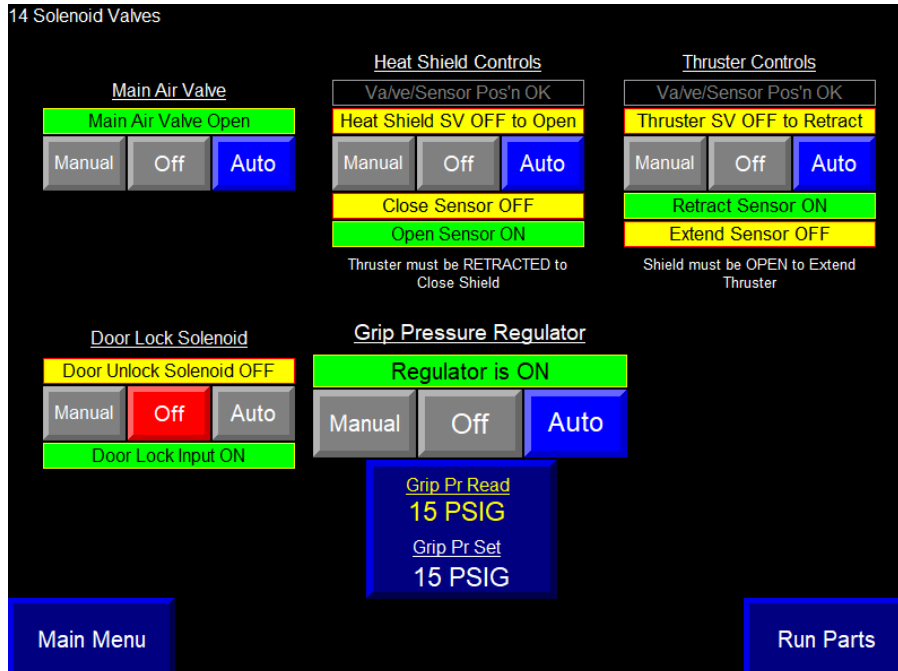 14 Solenoid Valves
Main Air Valve
Main Air Valve Open
Manual Off Auto
Heat Shield Controls
Va/ve/Sensor Pos'n OK
Heat Shield SV OFF to Open
Manual Off Auto
Close Sensor OFF
Open Sensor ON
Thruster must be RETRACTED to
Close Shield
Thruster Controls
Va/ve/Sensor Pos'n OK
Thruster SV OFF to Retract
Manual Off Auto
Retract Sensor ON
Extend Sensor OFF
Shield must be OPEN to Extend
Thruster
Door Lock Solenoid
Door Unlock Solenoid OFF
Manual Off Auto
Door Lock Input ON
Grip Pressure Regulator
Regulator is ON
Manual Off Auto
Grip Pr Read
15 PSIG
Grip Pr Set
15 PSIG
Main Menu
Run Parts